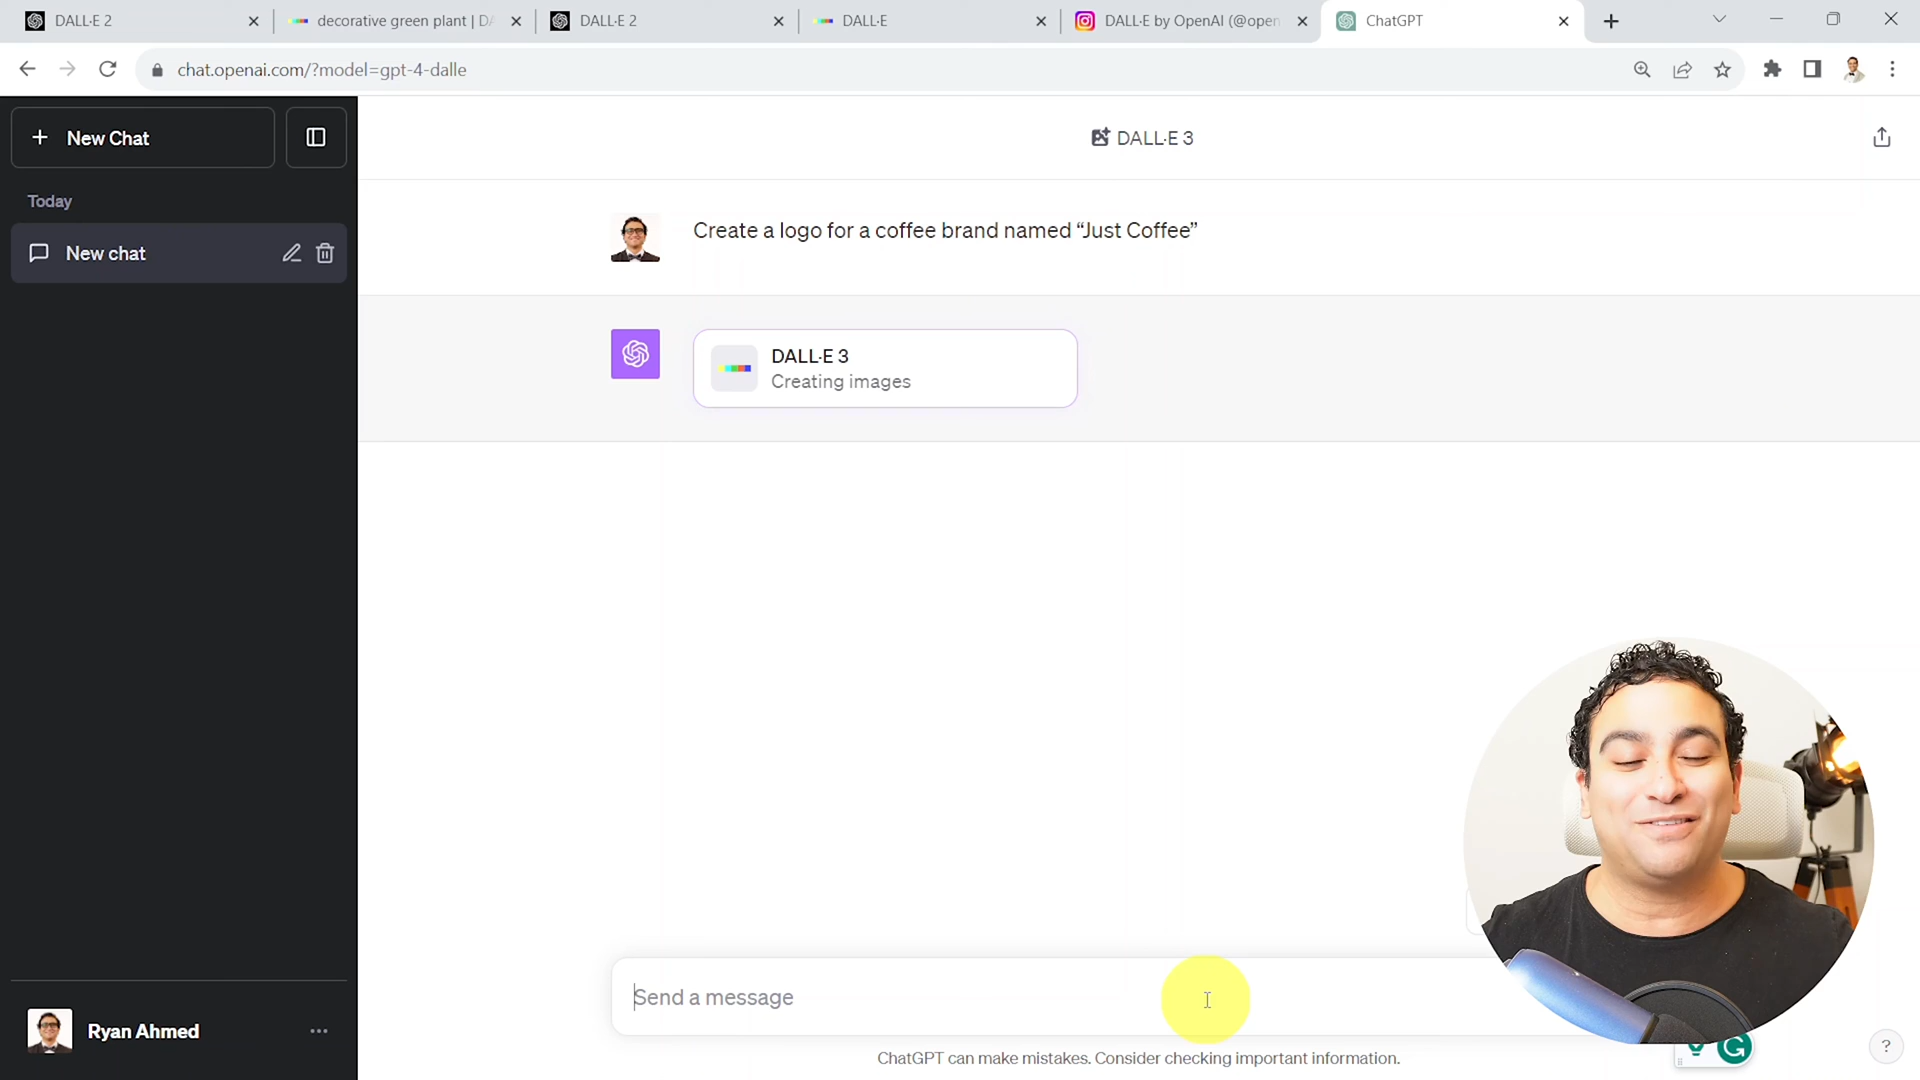 DALL·E 2
decorative green plant | DA
DALL·E 2
DALL·E
DALL·E by OpenAI (@open
ChatGPT
chat.openai.com/?model=gpt-4-dalle
New Chat
DALL·E 3
Today
New chat
Create a logo for a coffee brand named “Just Coffee”
DALL·E 3
Creating images
Send a message
Ryan Ahmed
ChatGPT can make mistakes. Consider checking important information.
?